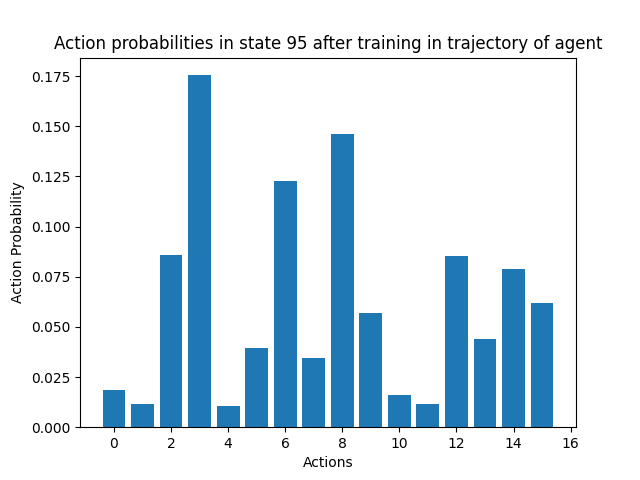 Action probabilities in state 95 after training in trajectory of agent
0.175
0.150
0.125
0.100
0.075
0.050
0.025
0.000
Action Probability
0 2 4 6 8 10 12 14 16
Actions